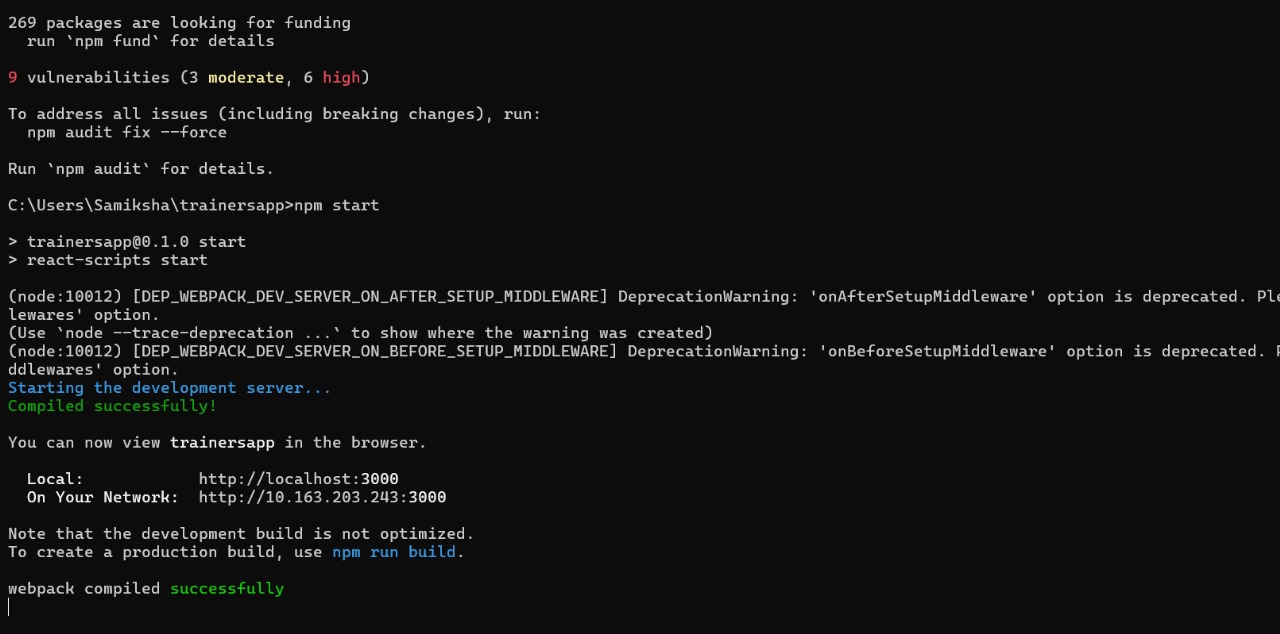 269 packages are looking for funding
run `npm fund` for details
9 vulnerabilities (3 moderate, 6 high)
To address all issues (including breaking changes), run:
npm audit fix --force
Run `npm audit` for details.
C:\Users\Samiksha\trainersapp>npm start
> trainersapp@0.1.0 start
> react-scripts start
(node:10012) [DEP_WEBPACK_DEV_SERVER_ON_AFTER_SETUP_MIDDLEWARE] DeprecationWarning: 'onAfterSetupMiddleware' option is deprecated. Ple
lewares' option.
(Use `node --trace-deprecation ...` to show where the warning was created)
(node:10012) [DEP_WEBPACK_DEV_SERVER_ON_BEFORE_SETUP_MIDDLEWARE] DeprecationWarning: 'onBeforeSetupMiddleware' option is deprecated. P
ddlewares' option.
Starting the development server...
Compiled successfully!
You can now view trainersapp in the browser.
Local: http://localhost:3000
On Your Network: http://10.163.203.243:3000
Note that the development build is not optimized.
To create a production build, use npm run build.
webpack compiled successfully